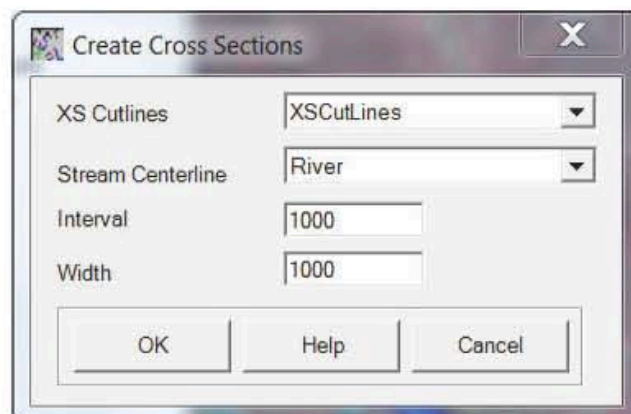 Create Cross Sections
XS Cutlines XSCutLines
Stream Centerline River
Interval 1000
Width 1000
OK Help Cancel